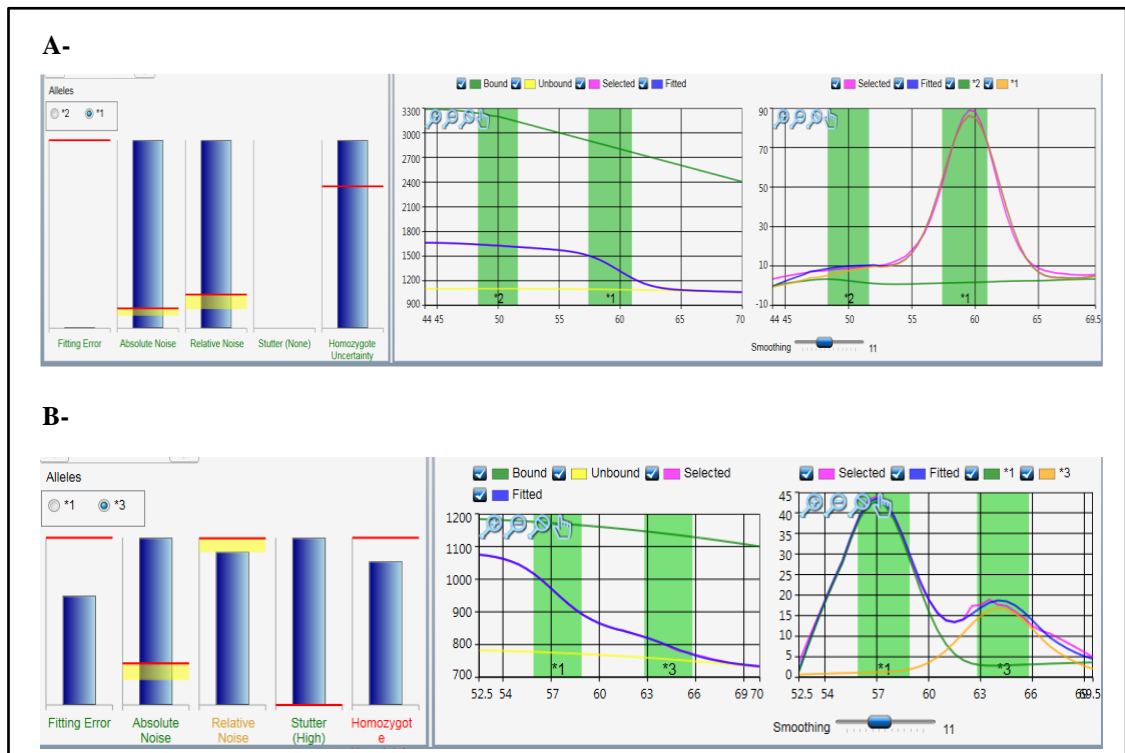 A-
Alleles
*2 *1
Fitting Error
Absolute Noise
Relative Noise
Stutter (None)
Homozygote
Uncertainty
Bound Unbound Selected Fitted
3300
3000
2700
2400
2100
1800
1500
1200
900
*2 *1
44 45 50 55 60 65 70
Selected Fitted *2 *1
90
70
50
30
10
-10
*2 *1
44 45 50 55 60 65 69.5
Smoothing 11
B-
Alleles
*1 *3
Fitting Error
Absolute
Noise
Relative
Noise
Stutter
(High)
Homozygot
e
Bound Unbound Selected
Fitted
1200
1100
1000
900
800
700
*1 *3
52.5 54 57 60 63 66 69 70
Selected Fitted *1 *3
45
40
35
30
25
20
15
10
5
0
*1 *3
52.5 54 57 60 63 66 69.5
Smoothing 11